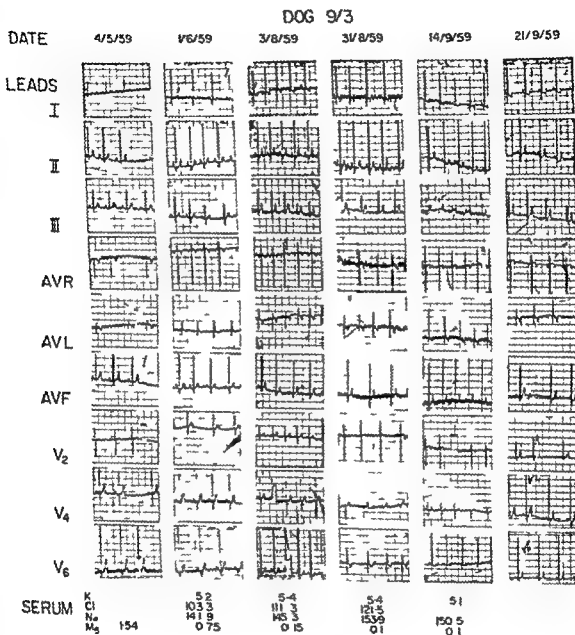 DOG 9/3
DATE 4/5/59 1/6/59 3/8/59 31/8/59 14/9/59 21/9/59
LEADS
I
II
III
AVR
AVL
AVF
V2
V4
V6
SERUM
K 5·2 5·4 5·4 5·1
Cl 103·3 111·3 121·5
Na 141·9 145·3 153·9 150·5
Mg 1·54 0·75 0·15 0·1 0·1